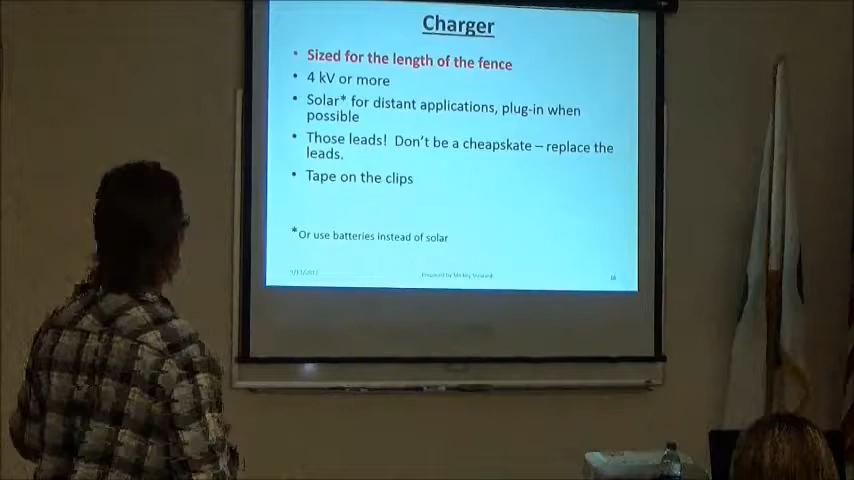 Charger
• Sized for the length of the fence
• 4 kV or more
• Solar* for distant applications, plug-in when
possible
• Those leads! Don't be a cheapskate – replace the
leads.
• Tape on the clips
*Or use batteries instead of solar
Prepared by